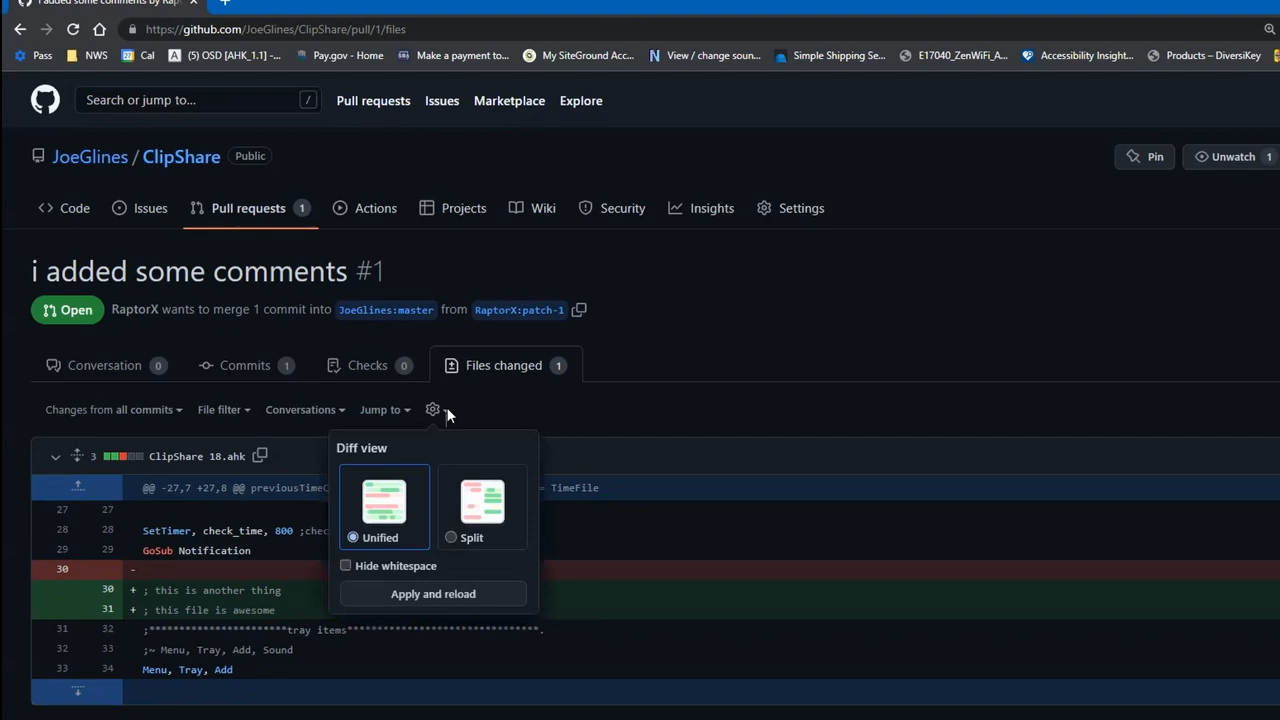 i added some comments by Rapto
https://github.com/JoeGlines/ClipShare/pull/1/files
Pass NWS Cal (5) OSD [AHK_1.1] -... Pay.gov - Home Make a payment to... My SiteGround Acc... View / change soun... Simple Shipping Se... E17040_ZenWiFi_A... Accessibility Insigh... Products – DiversiKey
Search or jump to... / Pull requests Issues Marketplace Explore
JoeGlines / ClipShare Public Pin Unwatch 1
Code Issues Pull requests 1 Actions Projects Wiki Security Insights Settings
i added some comments #1
Open RaptorX wants to merge 1 commit into JoeGlines:master from RaptorX:patch-1
Conversation 0 Commits 1 Checks 0 Files changed 1
Changes from all commits File filter Conversations Jump to
Diff view
Unified Split
Hide whitespace
Apply and reload
3 ClipShare 18.ahk
@@ -27,7 +27,8 @@ previousTimeC = TimeFile
27 27
28 28 SetTimer, check_time, 800 ;chec
29 29 GoSub Notification
30 -
30 + ; this is another thing
31 + ; this file is awesome
31 32 ;***********************tray items********************************.
32 33 ;~ Menu, Tray, Add, Sound
33 34 Menu, Tray, Add